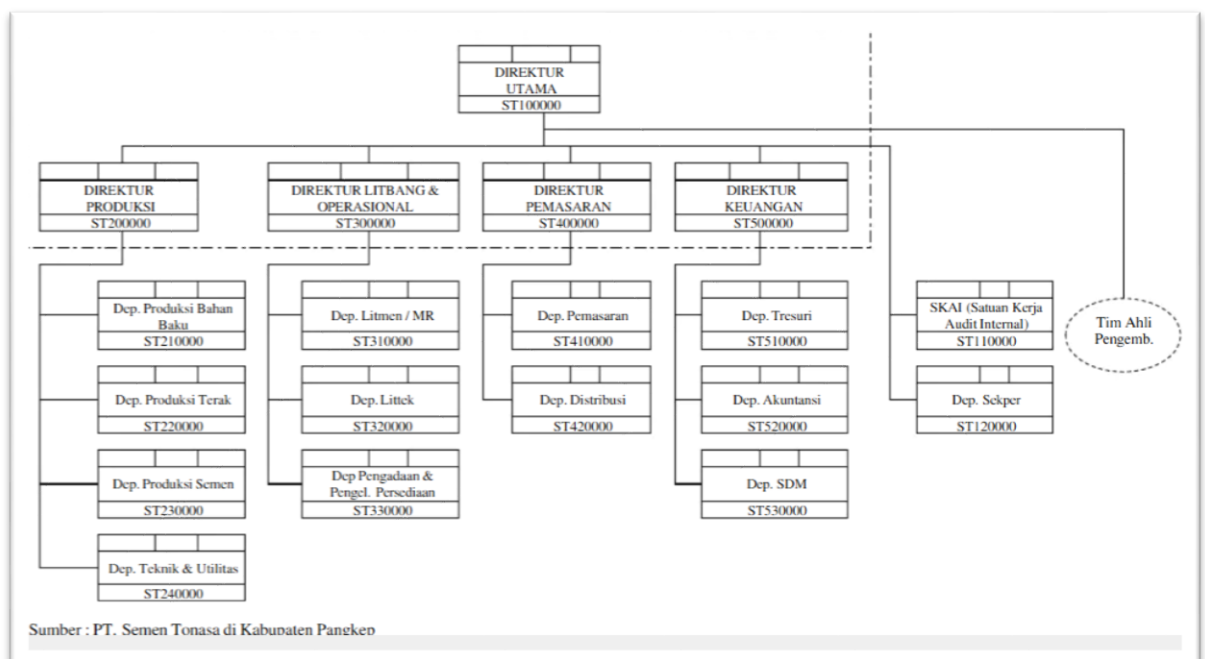 DIREKTUR
UTAMA
ST100000
DIREKTUR
PRODUKSI
ST200000
DIREKTUR LITBANG &
OPERASIONAL
ST300000
DIREKTUR
PEMASARAN
ST400000
DIREKTUR
KEUANGAN
ST500000
Dep. Produksi Bahan
Baku
ST210000
Dep. Litmen / MR
ST310000
Dep. Pemasaran
ST410000
Dep. Tresuri
ST510000
SKAI (Satuan Kerja
Audit Internal)
ST110000
Tim Ahli
Pengemb.
Dep. Produksi Terak
ST220000
Dep. Littek
ST320000
Dep. Distribusi
ST420000
Dep. Akuntansi
ST520000
Dep. Sekper
ST120000
Dep. Produksi Semen
ST230000
Dep Pengadaan &
Pengel. Persediaan
ST330000
Dep. SDM
ST530000
Dep. Teknik & Utilitas
ST240000
Sumber : PT. Semen Tonasa di Kabupaten Pangkep